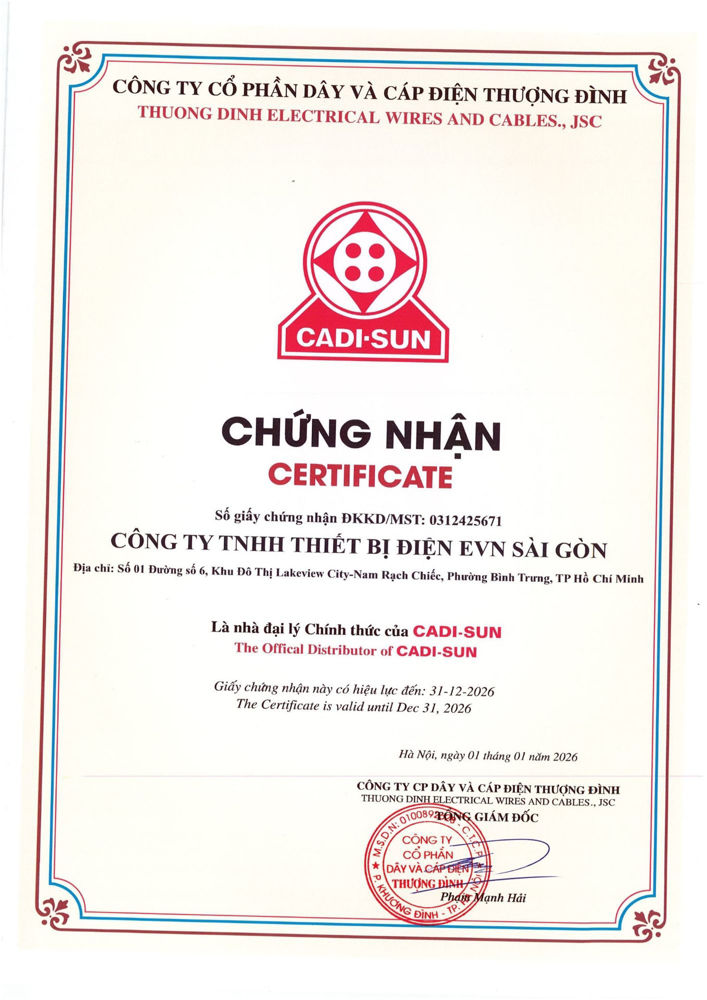 CÔNG TY CỔ PHẦN DÂY VÀ CÁP ĐIỆN THƯỢNG ĐÌNH
THUONG DINH ELECTRICAL WIRES AND CABLES., JSC
CADI-SUN
CHỨNG NHẬN
CERTIFICATE
Số giấy chứng nhận ĐKKD/MST: 0312425671
CÔNG TY TNHH THIẾT BỊ ĐIỆN EVN SÀI GÒN
Địa chỉ: Số 01 Đường số 6, Khu Đô Thị Lakeview City-Nam Rạch Chiếc, Phường Bình Trưng, TP Hồ Chí Minh
Là nhà đại lý Chính thức của CADI-SUN
The Offical Distributor of CADI-SUN
Giấy chứng nhận này có hiệu lực đến: 31-12-2026
The Certificate is valid until Dec 31, 2026
Hà Nội, ngày 01 tháng 01 năm 2026
CÔNG TY CP DÂY VÀ CÁP ĐIỆN THƯỢNG ĐÌNH
THUONG DINH ELECTRICAL WIRES AND CABLES., JSC
TỔNG GIÁM ĐỐC
M.S.D.N: C.T.C.P
CÔNG TY
CỔ PHẦN
DÂY VÀ CÁP ĐIỆN
THƯỢNG ĐÌNH
P. KHƯƠNG ĐÌNH - TP. HÀ NỘI
Phạm Mạnh Hải